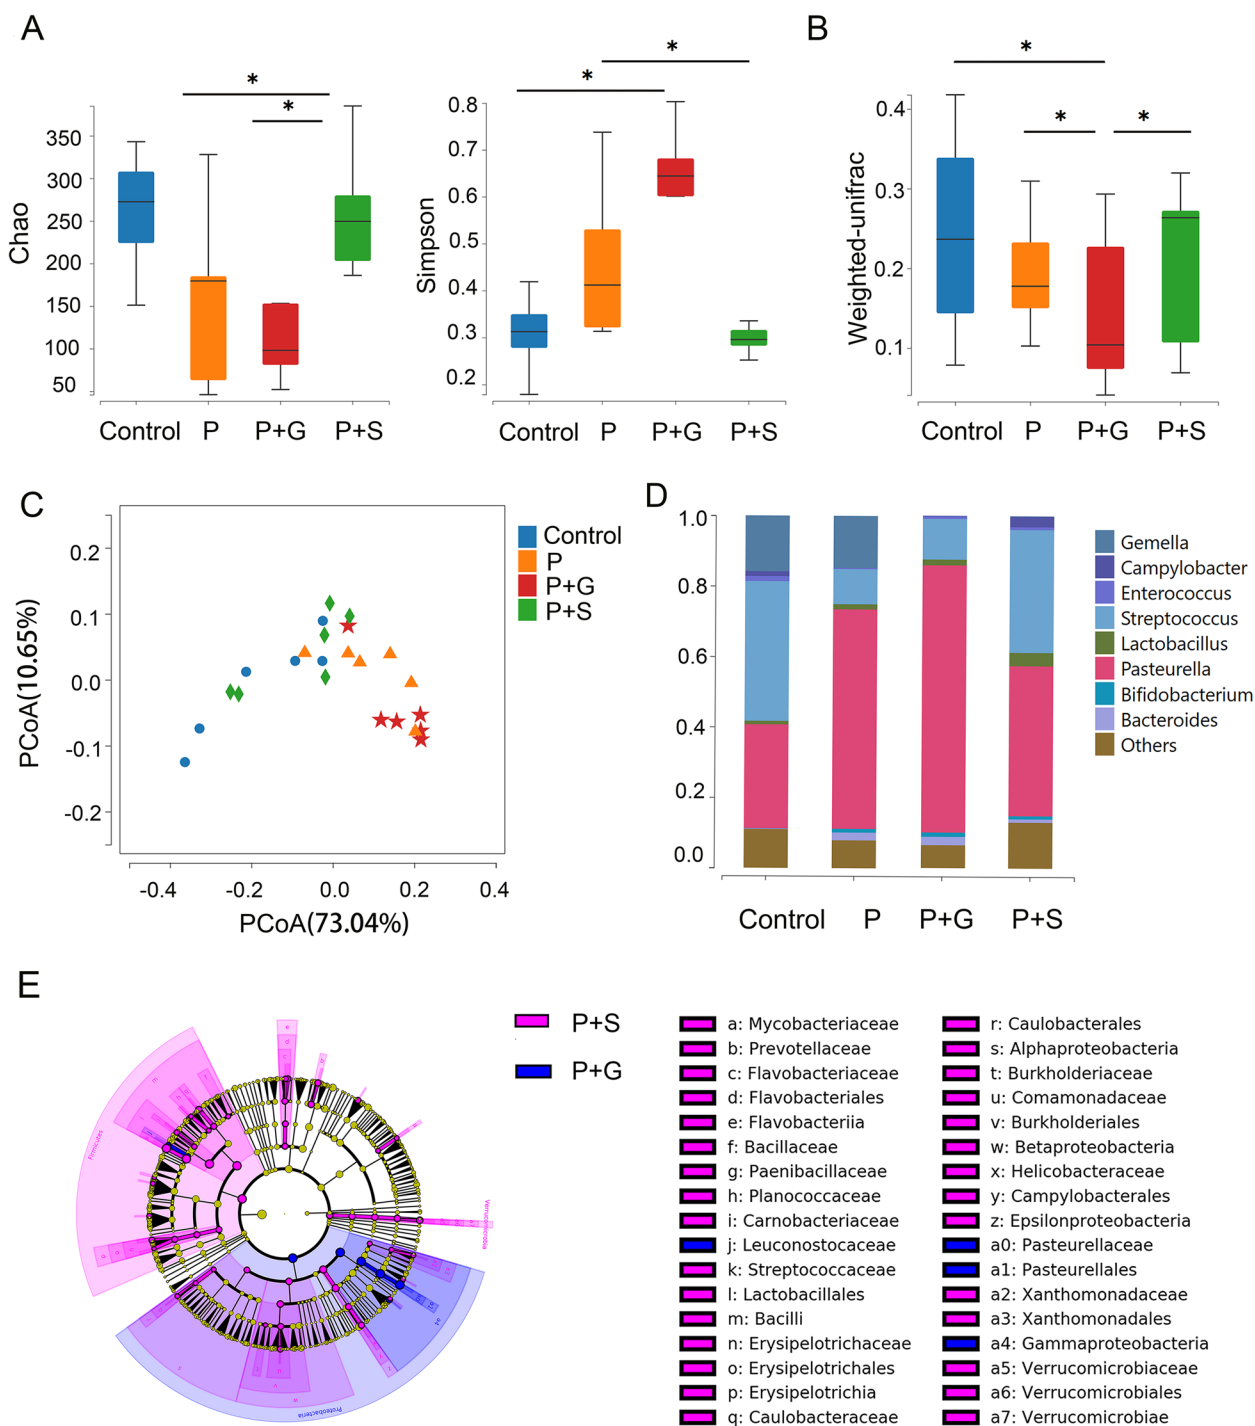 A
B
*
*
*
*
*
*
*
Chao
350
300
250
200
150
100
50
Control
P
P+G
P+S
Simpson
0.8
0.7
0.6
0.5
0.4
0.3
0.2
Control
P
P+G
P+S
Weighted-unifrac
0.4
0.3
0.2
0.1
Control
P
P+G
P+S
C
PCoA(10.65%)
0.2
0.1
0.0
-0.1
-0.2
-0.4
-0.2
0.0
0.2
0.4
PCoA(73.04%)
Control
P
P+G
P+S
D
1.0
0.8
0.6
0.4
0.2
0.0
Control
P
P+G
P+S
Gemella
Campylobacter
Enterococcus
Streptococcus
Lactobacillus
Pasteurella
Bifidobacterium
Bacteroides
Others
E
Firmicutes
Verrucomicrobia
Proteobacteria
P+S
P+G
a: Mycobacteriaceae
b: Prevotellaceae
c: Flavobacteriaceae
d: Flavobacteriales
e: Flavobacteriia
f: Bacillaceae
g: Paenibacillaceae
h: Planococcaceae
i: Carnobacteriaceae
j: Leuconostocaceae
k: Streptococcaceae
l: Lactobacillales
m: Bacilli
n: Erysipelotrichaceae
o: Erysipelotrichales
p: Erysipelotrichia
q: Caulobacteraceae
r: Caulobacterales
s: Alphaproteobacteria
t: Burkholderiaceae
u: Comamonadaceae
v: Burkholderiales
w: Betaproteobacteria
x: Helicobacteraceae
y: Campylobacterales
z: Epsilonproteobacteria
a0: Pasteurellaceae
a1: Pasteurellales
a2: Xanthomonadaceae
a3: Xanthomonadales
a4: Gammaproteobacteria
a5: Verrucomicrobiaceae
a6: Verrucomicrobiales
a7: Verrucomicrobiae